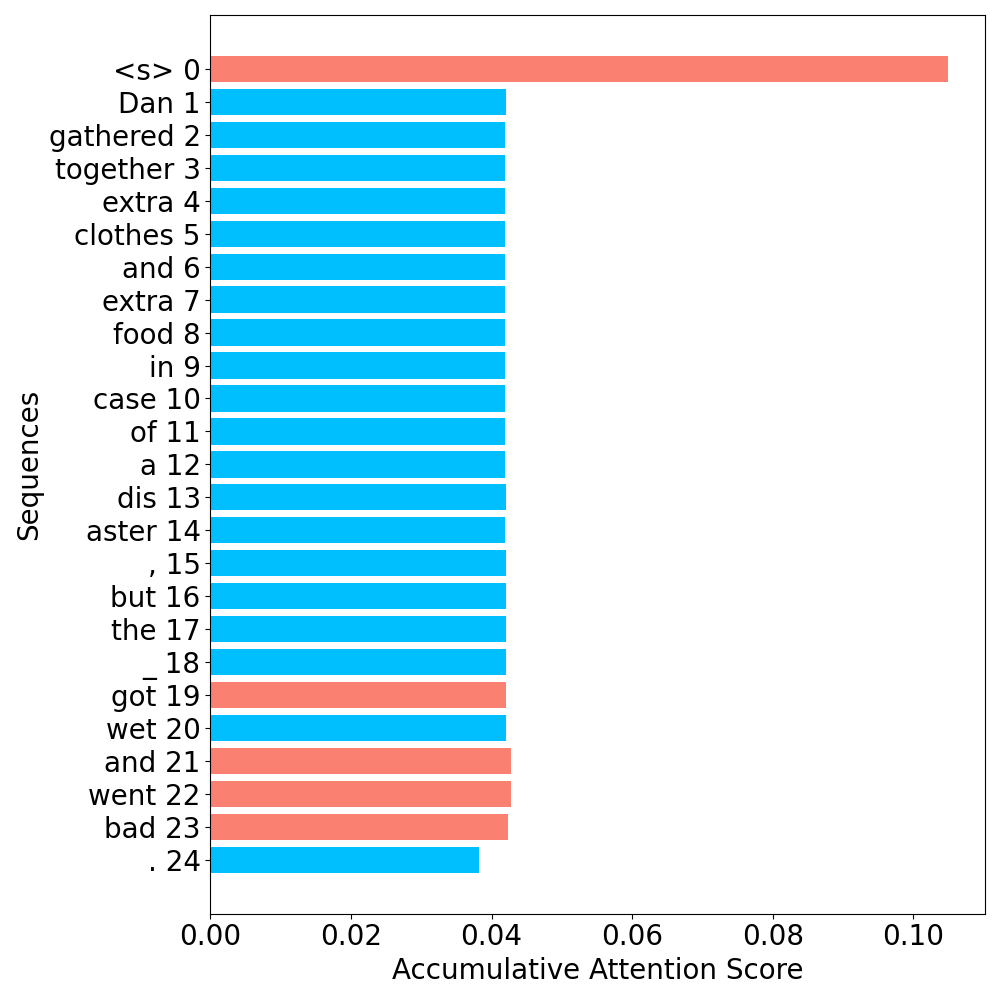 <s> 0
Dan 1
gathered 2
together 3
extra 4
clothes 5
and 6
extra 7
food 8
in 9
case 10
of 11
a 12
dis 13
aster 14
, 15
but 16
the 17
_ 18
got 19
wet 20
and 21
went 22
bad 23
. 24
Sequences
0.00 0.02 0.04 0.06 0.08 0.10
Accumulative Attention Score